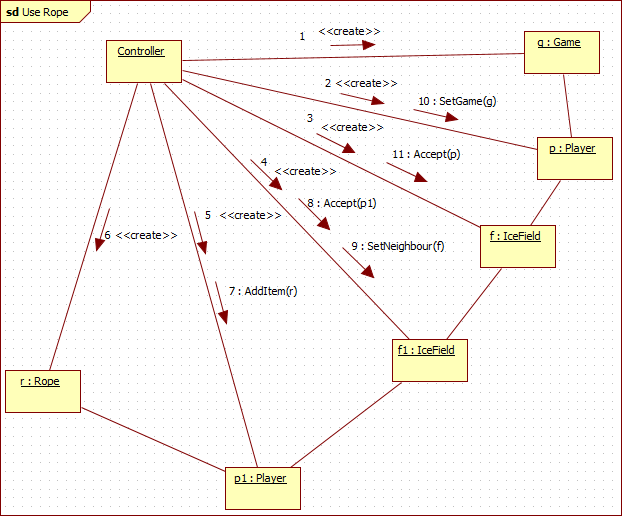 sd Use Rope
1 <<create>>
Controller
g : Game
2 <<create>>
10 : SetGame(g)
3 <<create>>
p : Player
11 : Accept(p)
4 <<create>>
8 : Accept(p1)
5 <<create>>
f : IceField
6 <<create>>
9 : SetNeighbour(f)
7 : AddItem(r)
f1 : IceField
r : Rope
p1 : Player